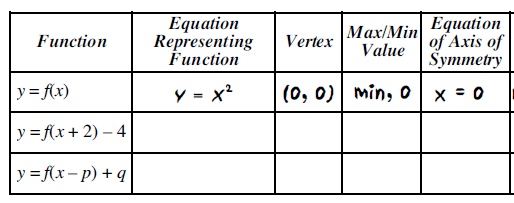 Function | Equation Representing Function | Vertex | Max/Min Value | Equation of Axis of Symmetry
y = f(x) | y = x² | (0, 0) | min, 0 | x = 0
y = f(x + 2) – 4
y = f(x – p) + q